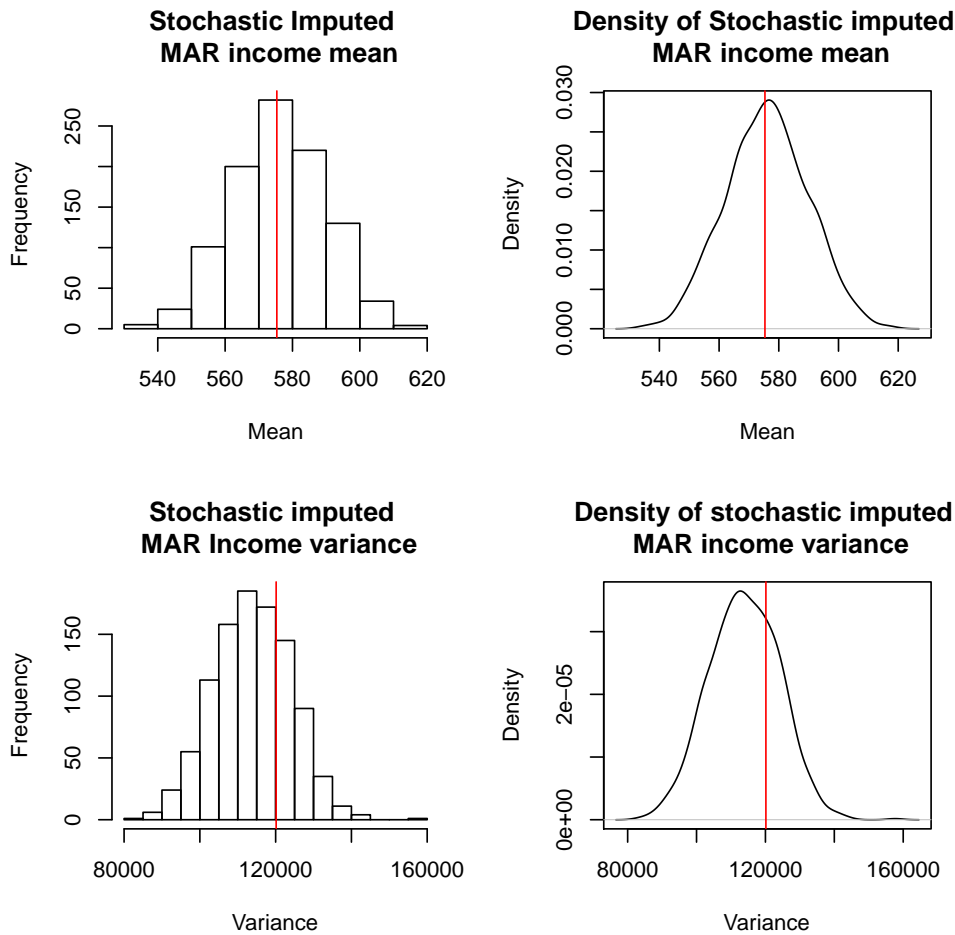 Stochastic Imputed
MAR income mean
Frequency
0
50
150
250
540
560
580
600
620
Mean
Density of Stochastic imputed
MAR income mean
Density
0.000
0.010
0.020
0.030
540
560
580
600
620
Mean
Stochastic imputed
MAR Income variance
Frequency
0
50
100
150
80000
120000
160000
Variance
Density of stochastic imputed
MAR income variance
Density
0e+00
2e−05
80000
120000
160000
Variance